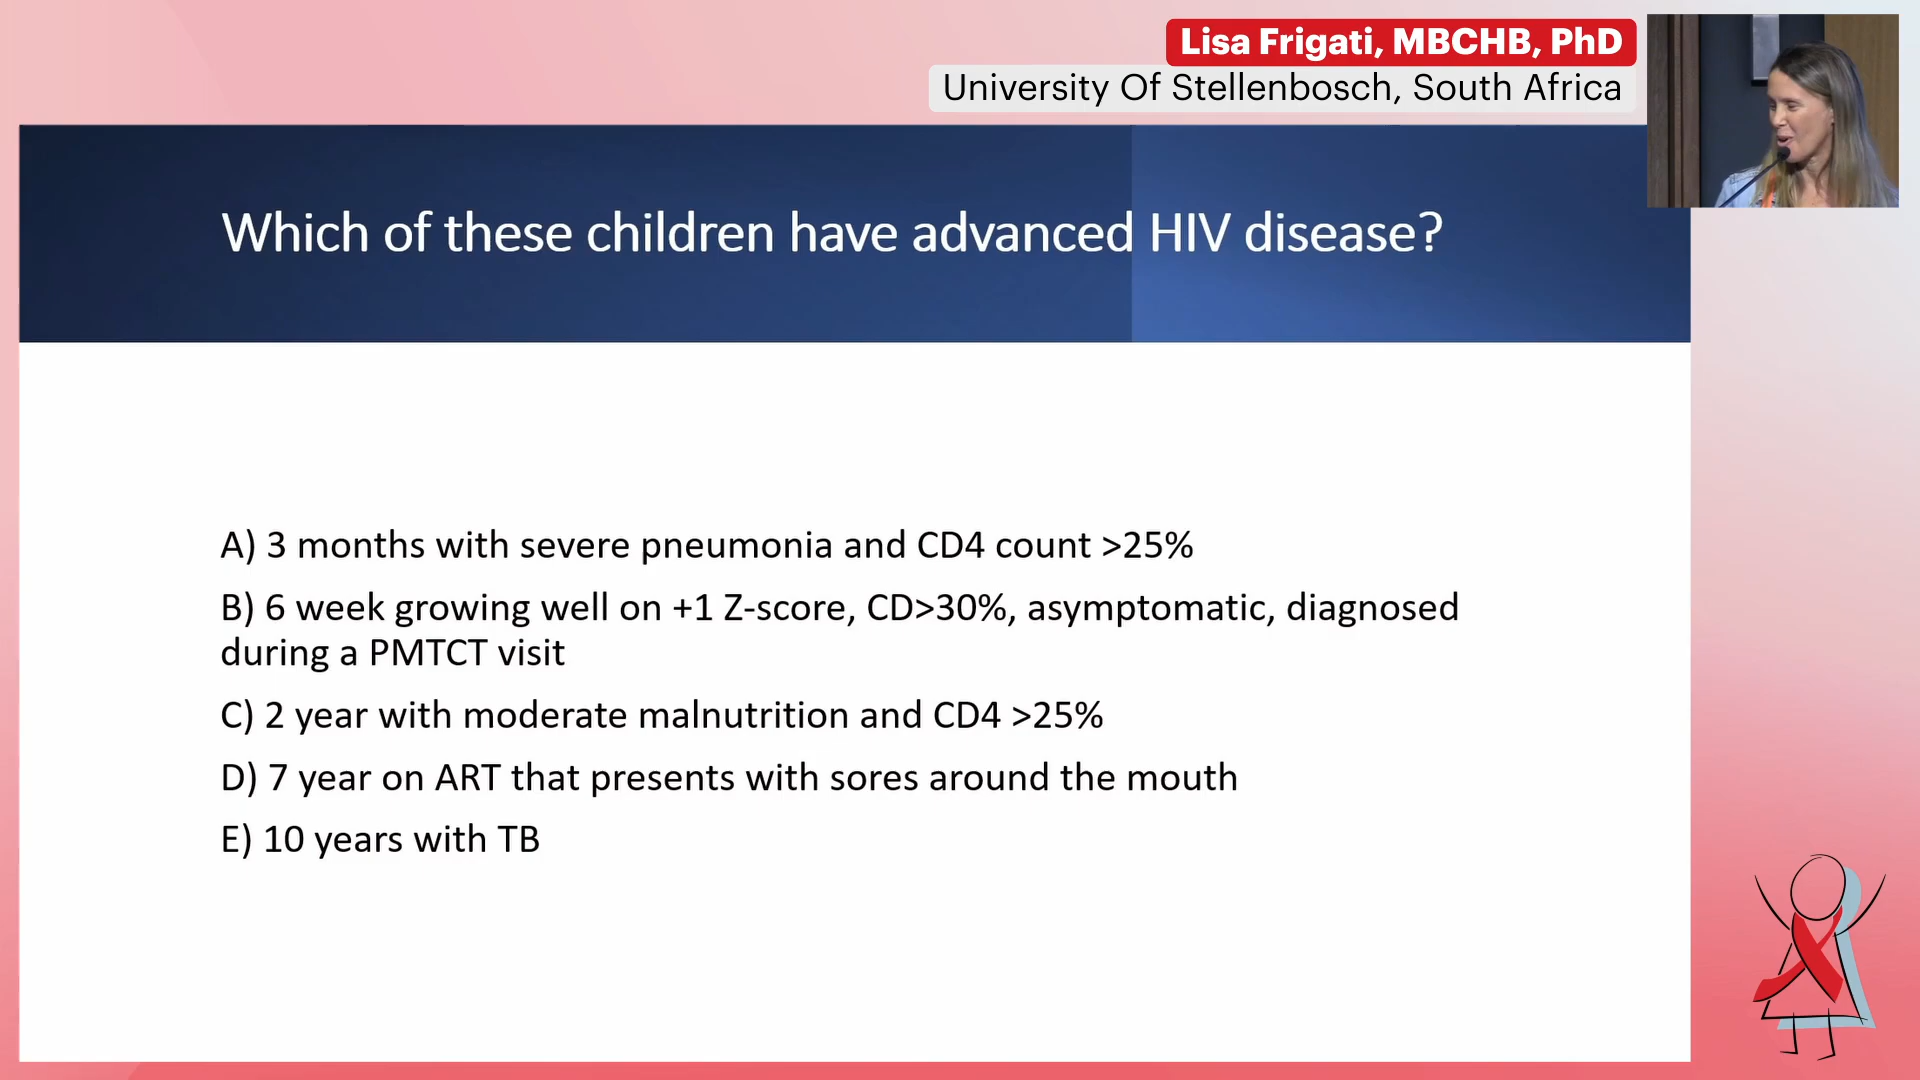 Lisa Frigati, MBCHB, PhD
University Of Stellenbosch, South Africa
Which of these children have advanced HIV disease?
A) 3 months with severe pneumonia and CD4 count >25%
B) 6 week growing well on +1 Z-score, CD>30%, asymptomatic, diagnosed
during a PMTCT visit
C) 2 year with moderate malnutrition and CD4 >25%
D) 7 year on ART that presents with sores around the mouth
E) 10 years with TB